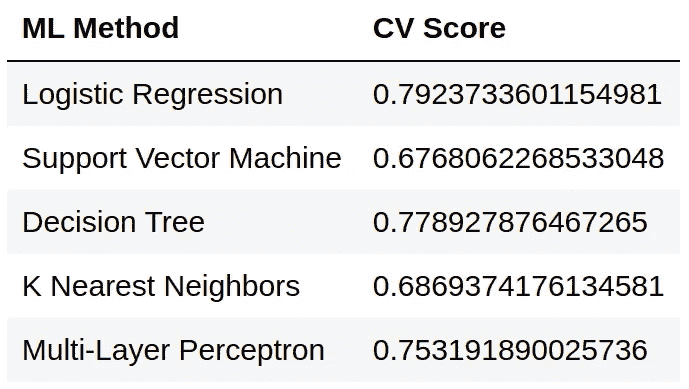 ML Method CV Score
Logistic Regression 0.7923733601154981
Support Vector Machine 0.6768062268533048
Decision Tree 0.778927876467265
K Nearest Neighbors 0.6869374176134581
Multi-Layer Perceptron 0.753191890025736